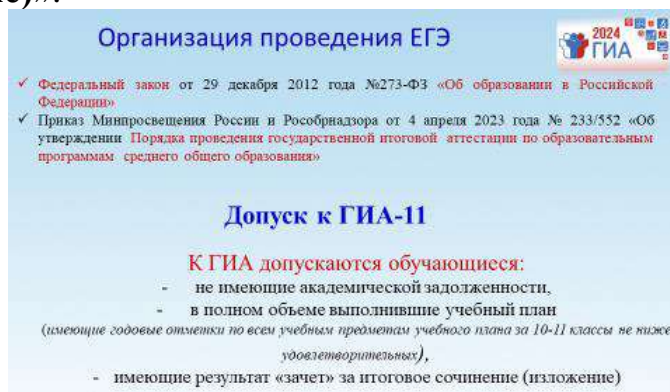 е)».
Организация проведения ЕГЭ
2024
ГИА
✓ Федеральный закон от 29 декабря 2012 года №273-ФЗ «Об образовании в Российской
Федерации»
✓ Приказ Минпросвещения России и Рособрнадзора от 4 апреля 2023 года № 233/552 «Об
утверждении Порядка проведения государственной итоговой аттестации по образовательным
программам среднего общего образования»
Допуск к ГИА-11
К ГИА допускаются обучающиеся:
- не имеющие академической задолженности,
- в полном объеме выполнившие учебный план
(имеющие годовые отметки по всем учебным предметам учебного плана за 10-11 классы не ниже
удовлетворительных),
- имеющие результат «зачет» за итоговое сочинение (изложение)